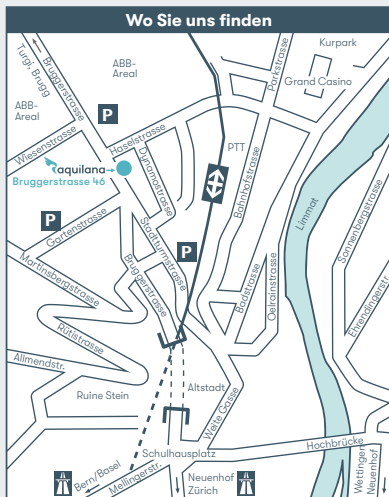 Wo Sie uns finden
Kurpark
Turgi, Brugg
Bruggerstrasse
ABB-
Areal
Parkstrasse
Grand Casino
ABB-
Areal
P
Haselstrasse
Wiesenstrasse
PTT
aquilana
Bruggerstrasse 46
Dynamostrasse
Bahnhofstrasse
Limmat
Sonnenbergstrasse
P
Gartenstrasse
Stadtturmstrasse
P
Martinsbergstrasse
Bruggerstrasse
Badstrasse
Oelrainstrasse
Ehrendingerstr.
Rütistrasse
Allmendstr.
Ruine Stein
Altstadt
Weite Gasse
Schulhausplatz
Hochbrücke
Bern/Basel
Mellingerstr.
Neuenhof
Zürich
Wettingen
Neuenhof